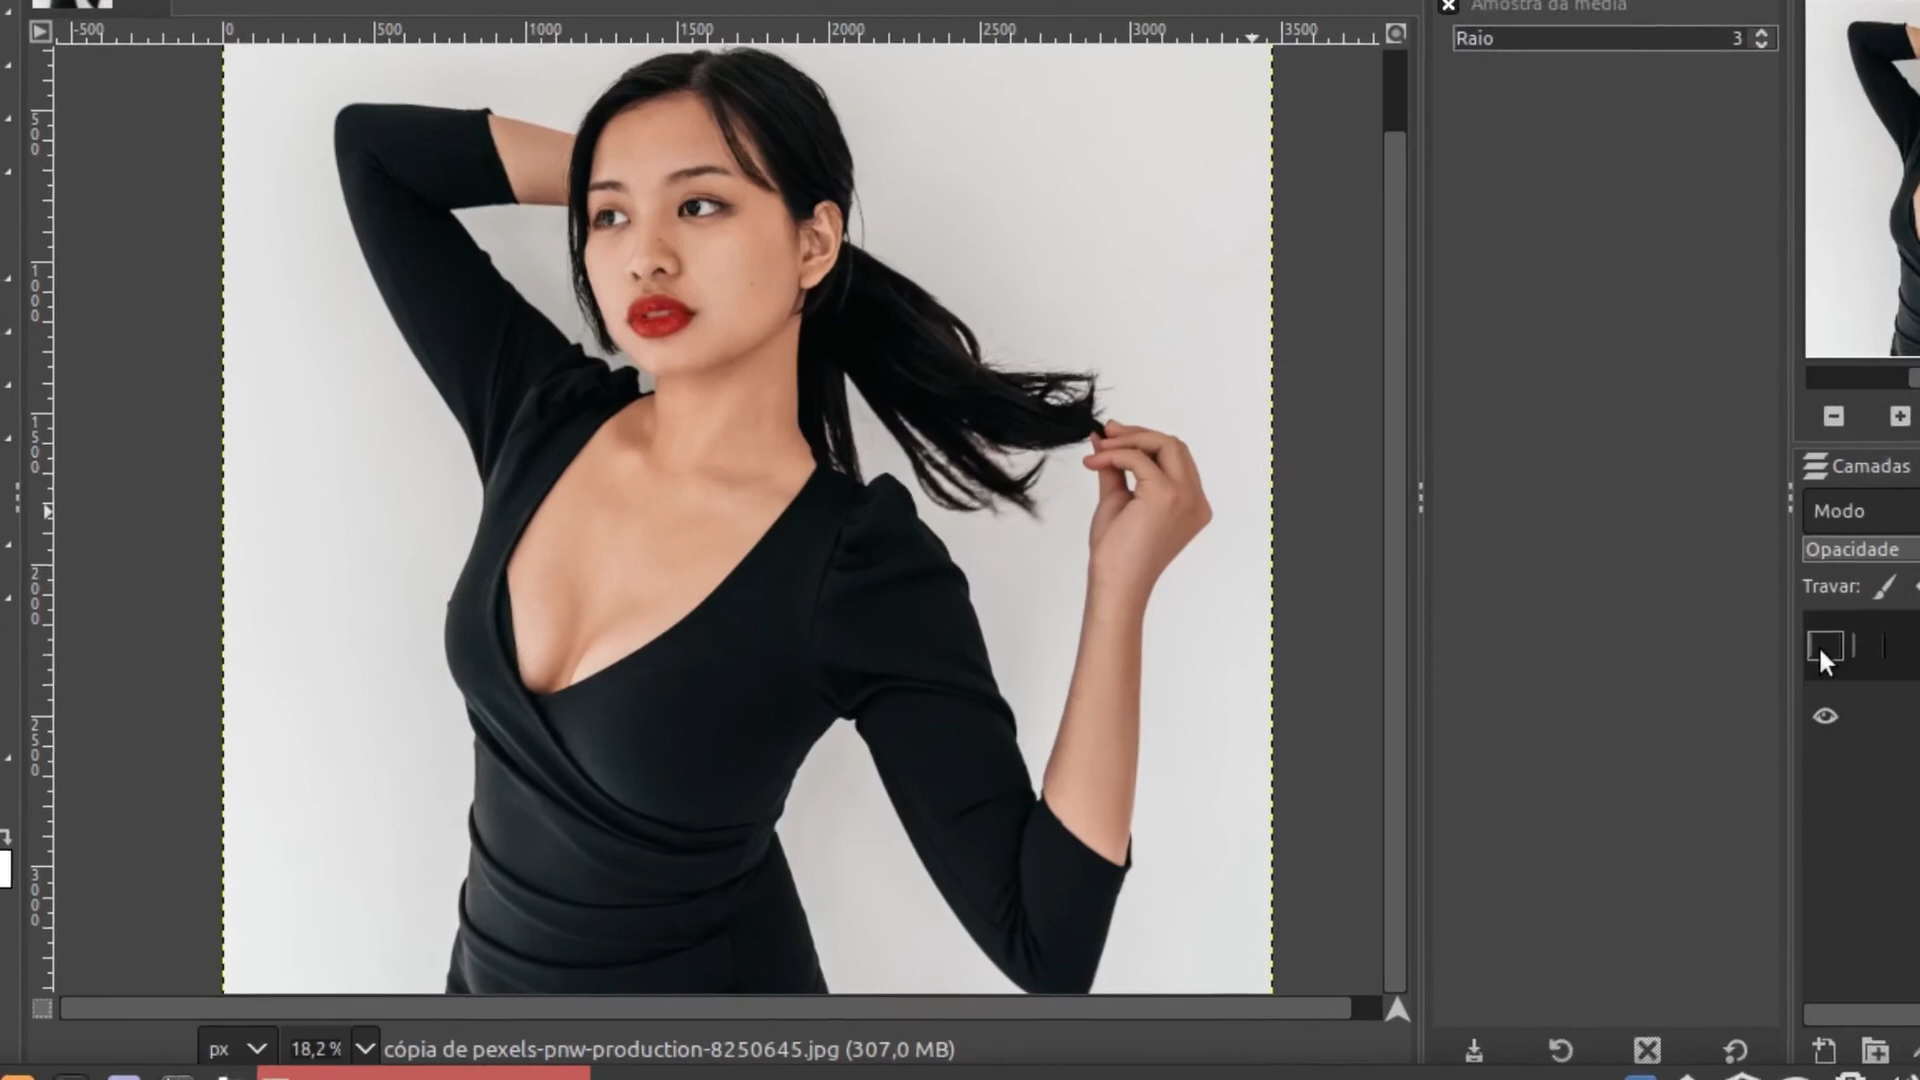 -500 0 500 1000 1500 2000 2500 3000 3500
Amostra da média
Raio 3
500
1000
1500
2000
2500
3000
Camadas
Modo
Opacidade
Travar:
px 18,2 % cópia de pexels-pnw-production-8250645.jpg (307,0 MB)